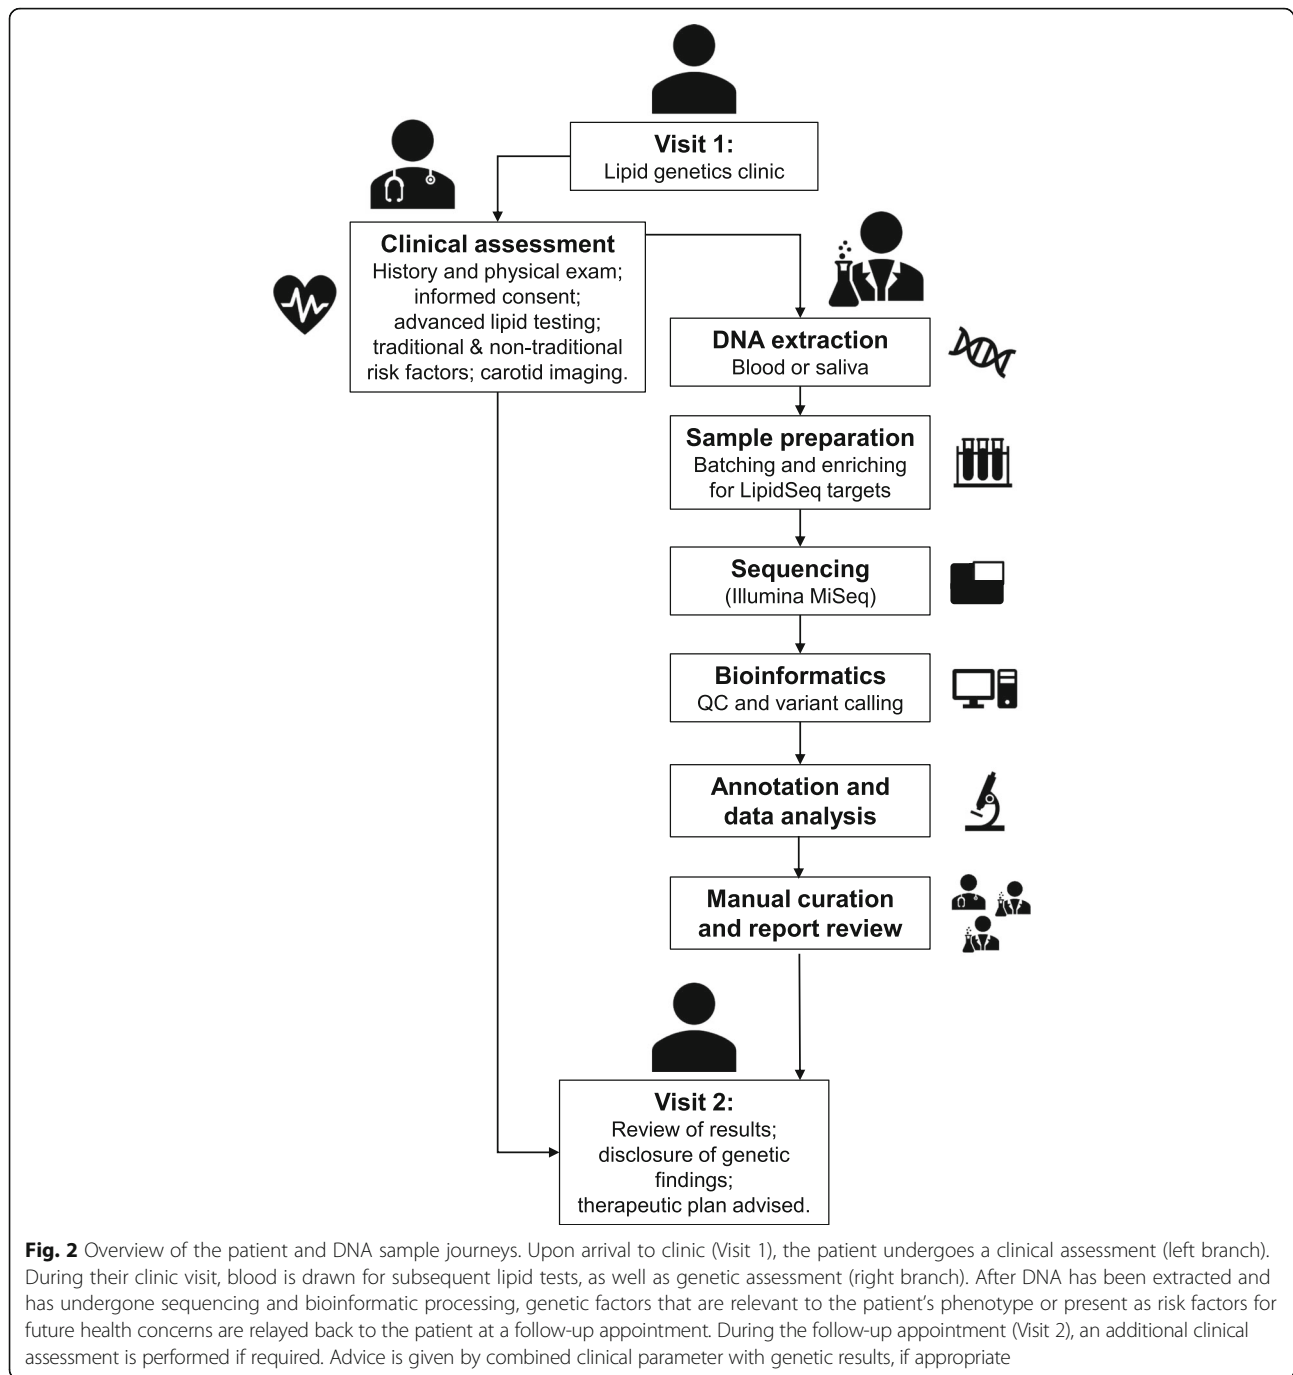 Visit 1:
Lipid genetics clinic
Clinical assessment
History and physical exam;
informed consent;
advanced lipid testing;
traditional & non-traditional
risk factors; carotid imaging.
DNA extraction
Blood or saliva
Sample preparation
Batching and enriching
for LipidSeq targets
Sequencing
(Illumina MiSeq)
Bioinformatics
QC and variant calling
Annotation and
data analysis
Manual curation
and report review
Visit 2:
Review of results;
disclosure of genetic
findings;
therapeutic plan advised.
Fig. 2 Overview of the patient and DNA sample journeys. Upon arrival to clinic (Visit 1), the patient undergoes a clinical assessment (left branch).
During their clinic visit, blood is drawn for subsequent lipid tests, as well as genetic assessment (right branch). After DNA has been extracted and
has undergone sequencing and bioinformatic processing, genetic factors that are relevant to the patient's phenotype or present as risk factors for
future health concerns are relayed back to the patient at a follow-up appointment. During the follow-up appointment (Visit 2), an additional clinical
assessment is performed if required. Advice is given by combined clinical parameter with genetic results, if appropriate